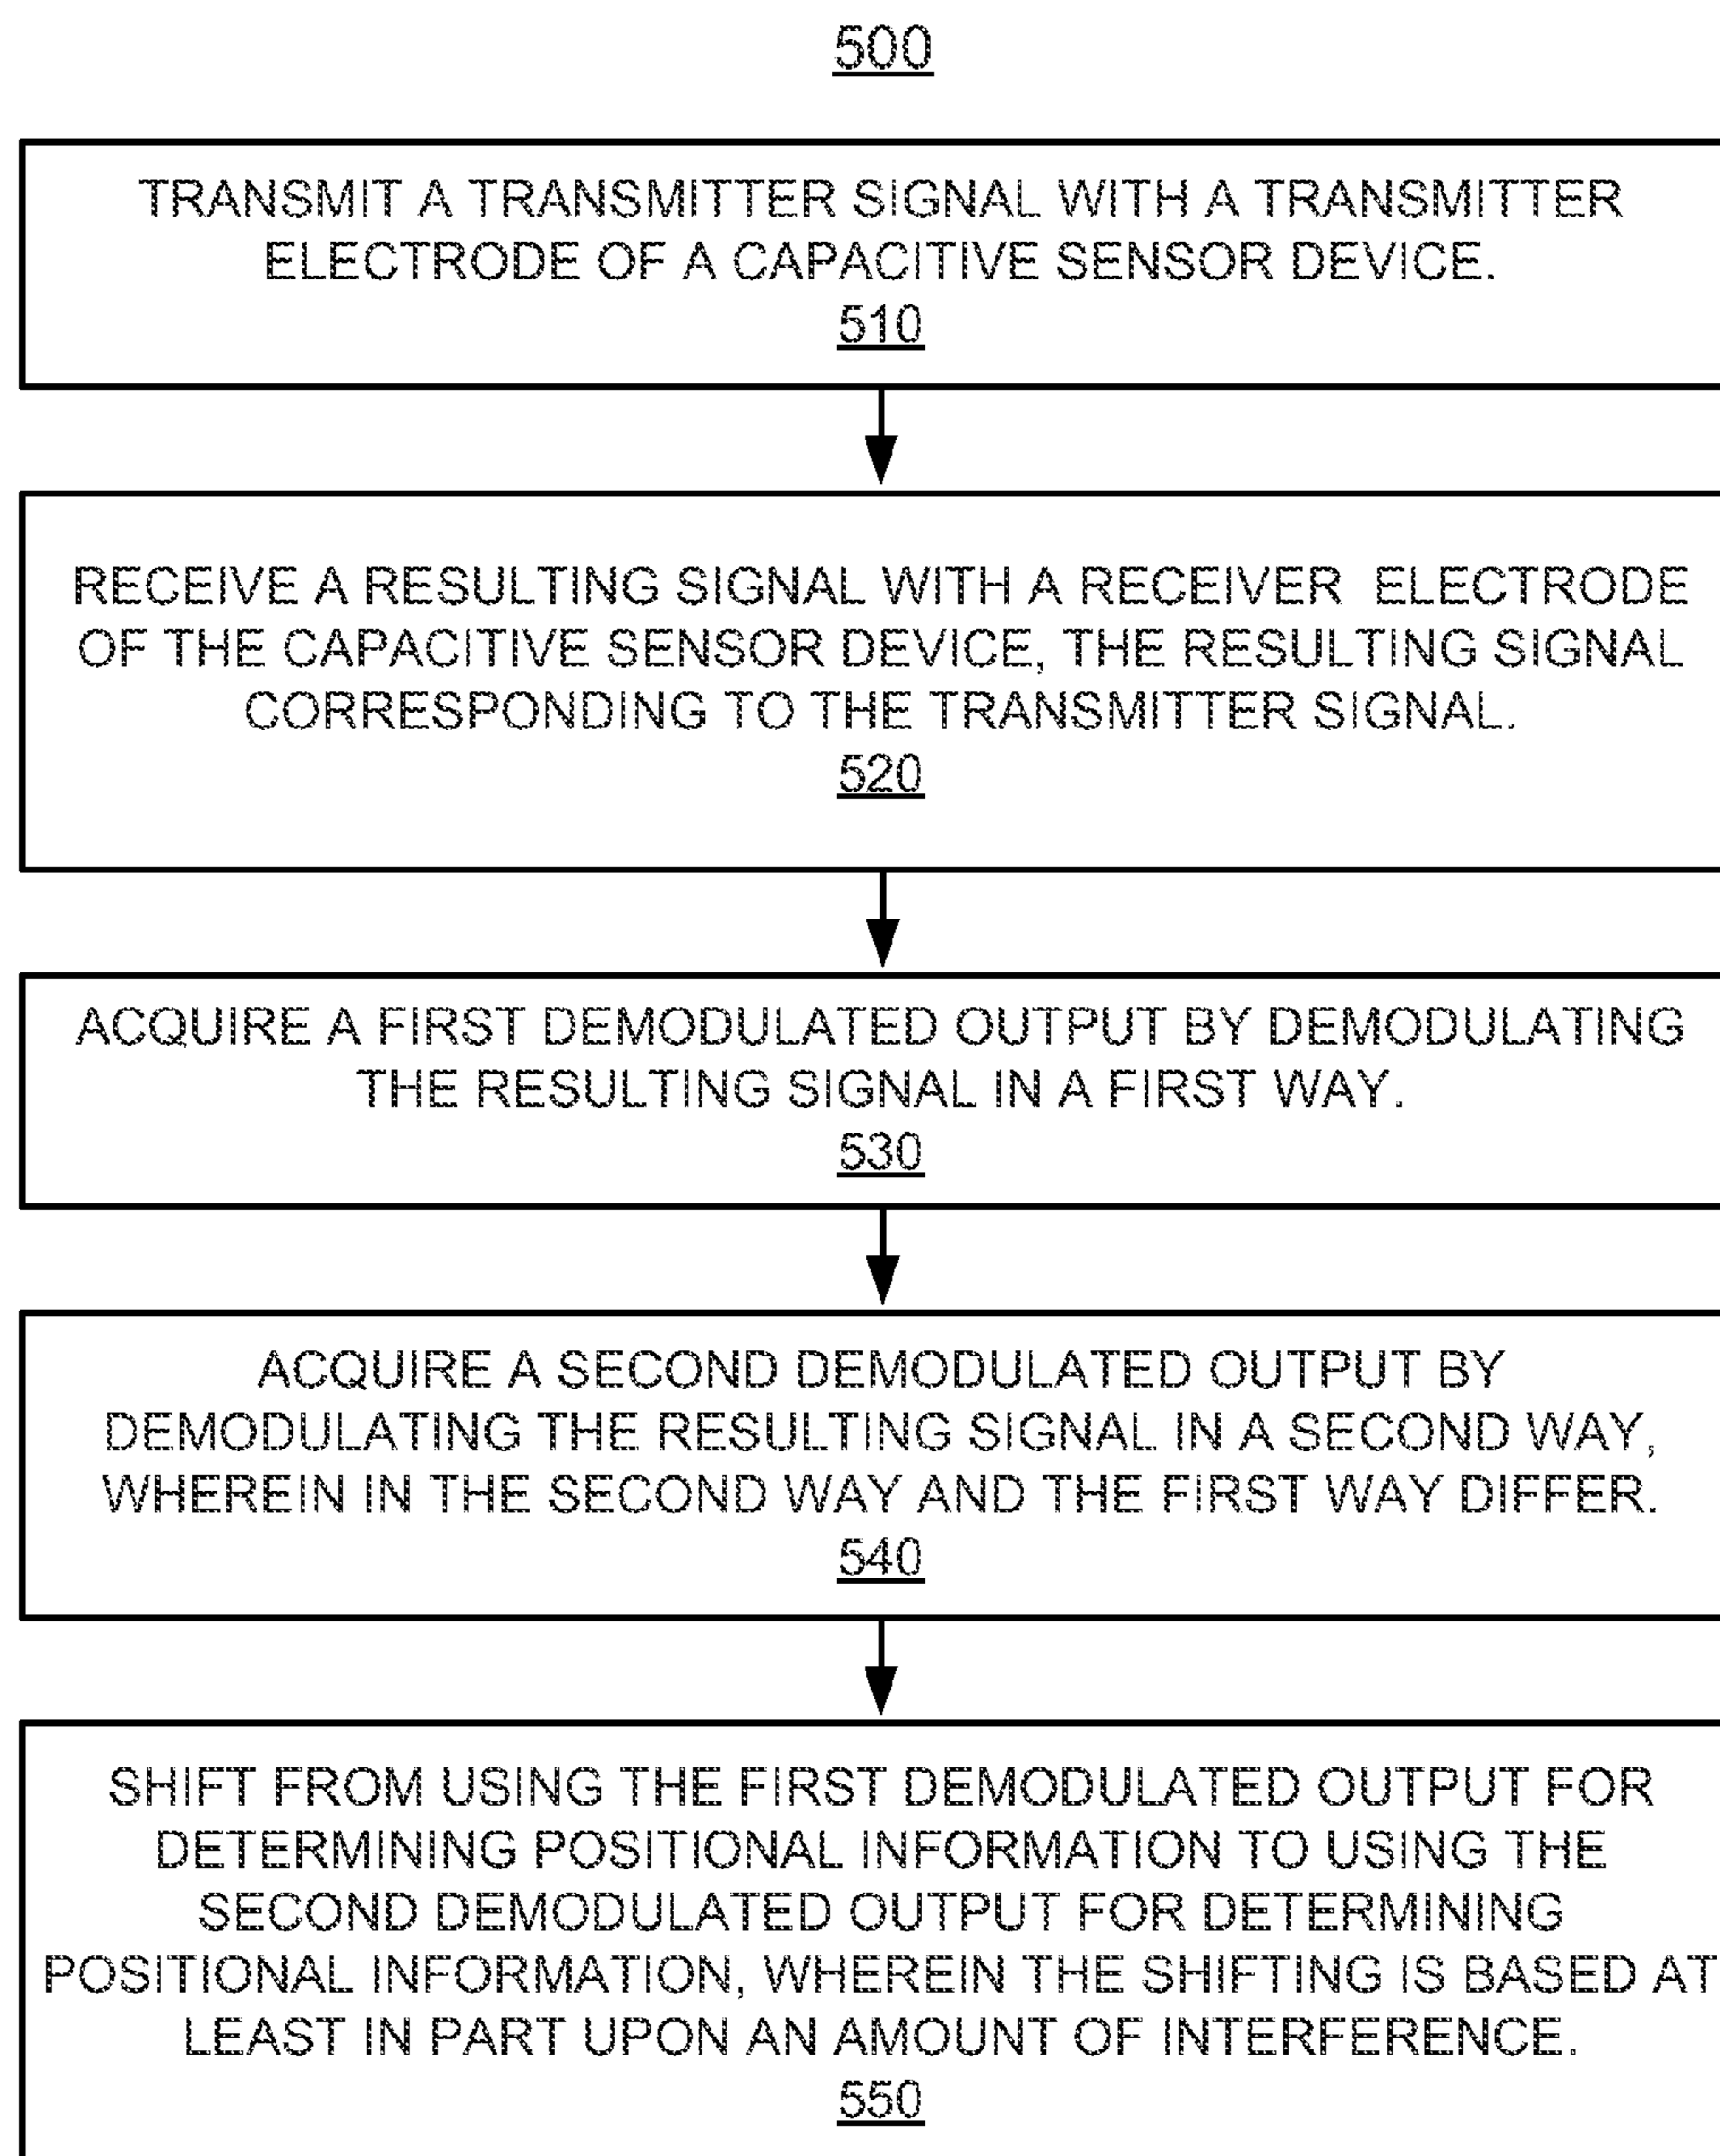 500
TRANSMIT A TRANSMITTER SIGNAL WITH A TRANSMITTER
ELECTRODE OF A CAPACITIVE SENSOR DEVICE.
510
RECEIVE A RESULTING SIGNAL WITH A RECEIVER ELECTRODE
OF THE CAPACITIVE SENSOR DEVICE, THE RESULTING SIGNAL
CORRESPONDING TO THE TRANSMITTER SIGNAL.
520
ACQUIRE A FIRST DEMODULATED OUTPUT BY DEMODULATING
THE RESULTING SIGNAL IN A FIRST WAY.
530
ACQUIRE A SECOND DEMODULATED OUTPUT BY
DEMODULATING THE RESULTING SIGNAL IN A SECOND WAY,
WHEREIN IN THE SECOND WAY AND THE FIRST WAY DIFFER.
540
SHIFT FROM USING THE FIRST DEMODULATED OUTPUT FOR
DETERMINING POSITIONAL INFORMATION TO USING THE
SECOND DEMODULATED OUTPUT FOR DETERMINING
POSITIONAL INFORMATION, WHEREIN THE SHIFTING IS BASED AT
LEAST IN PART UPON AN AMOUNT OF INTERFERENCE.
550